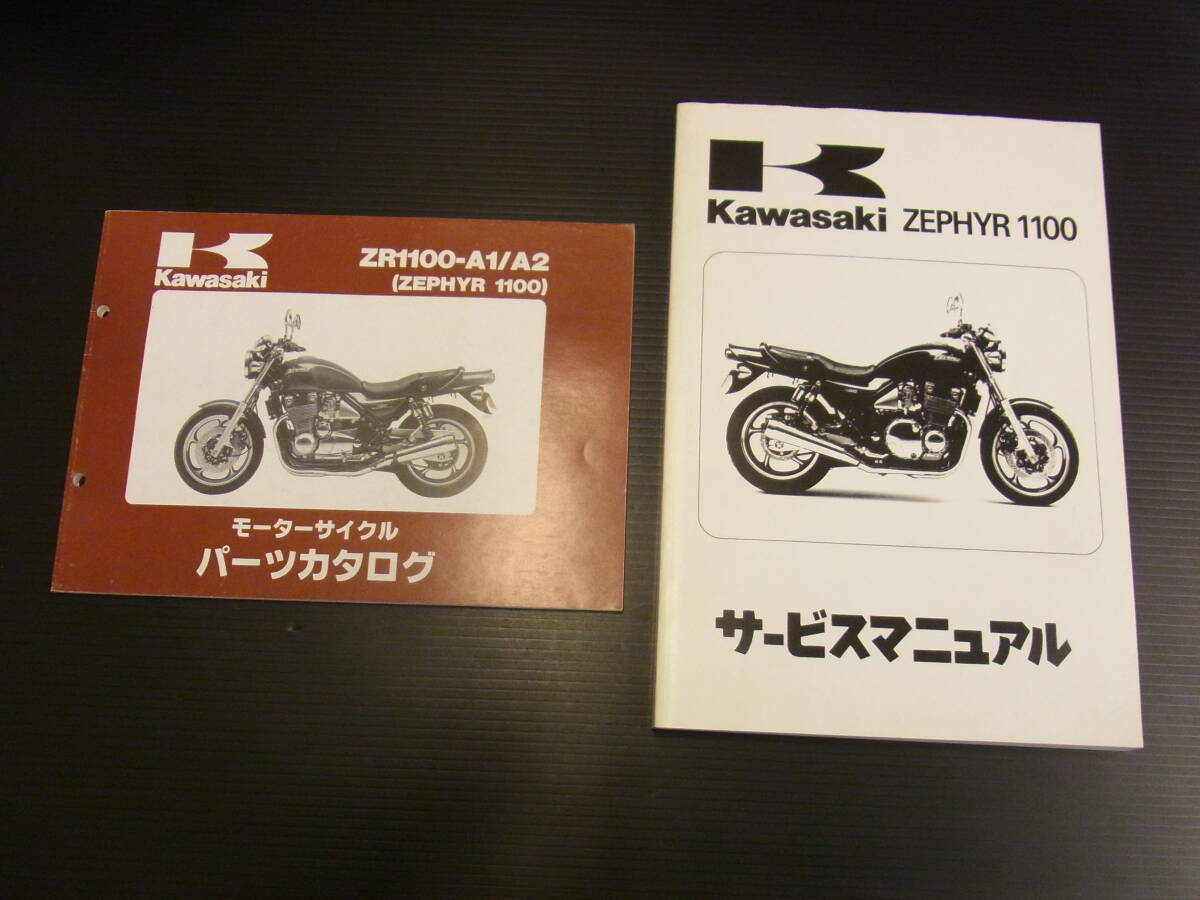 Kawasaki
ZR1100-A1/A2
(ZEPHYR 1100)
モーターサイクル
パーツカタログ
Kawasaki ZEPHYR 1100
サービスマニュアル